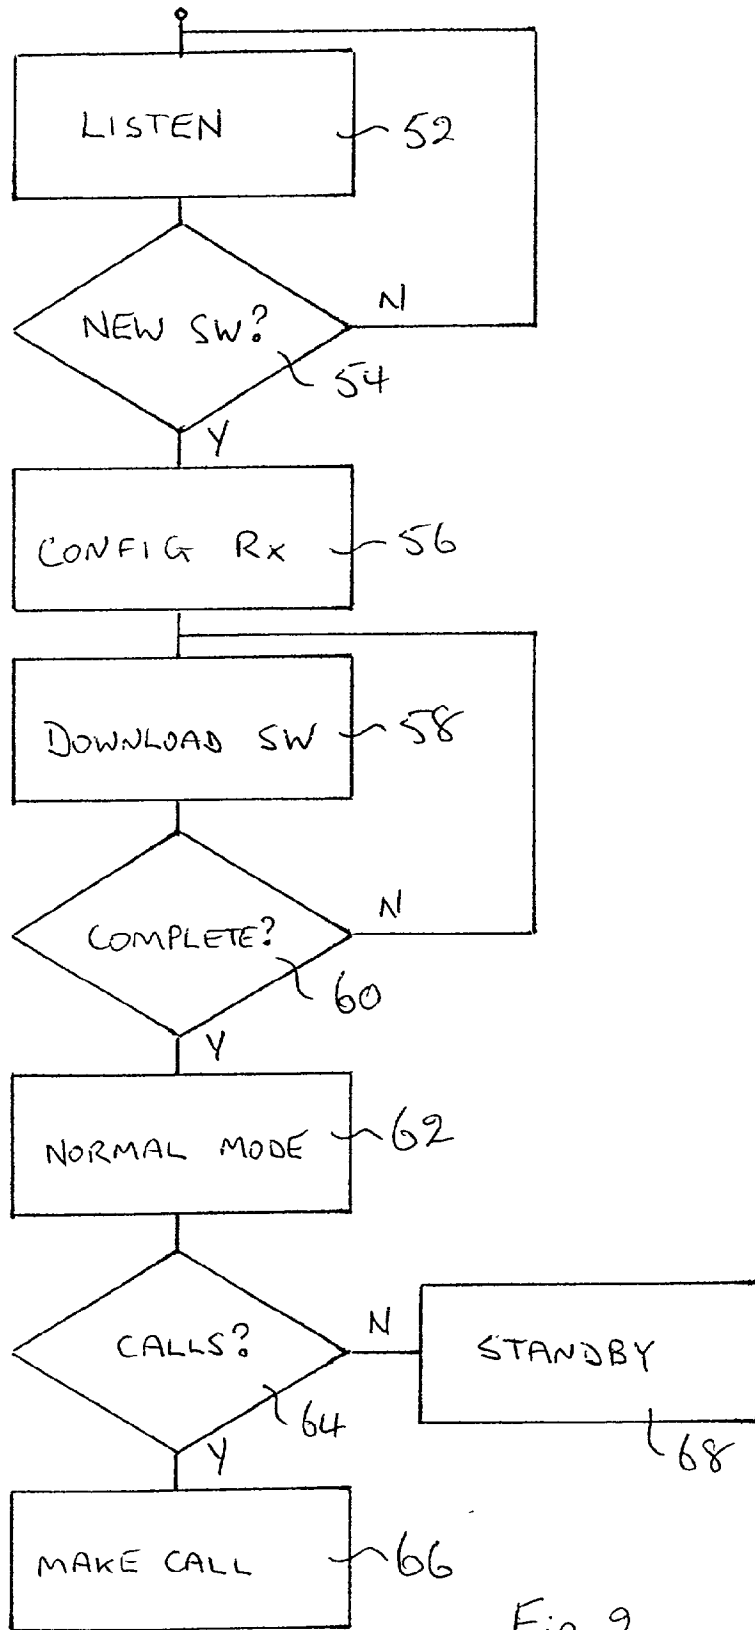 LISTEN
52
N
NEW SW?
54
Y
CONFIG Rx
56
DOWNLOAD SW
58
N
COMPLETE?
60
Y
NORMAL MODE
62
CALLS?
N
STANDBY
64
Y
68
MAKE CALL
66
Fig 9